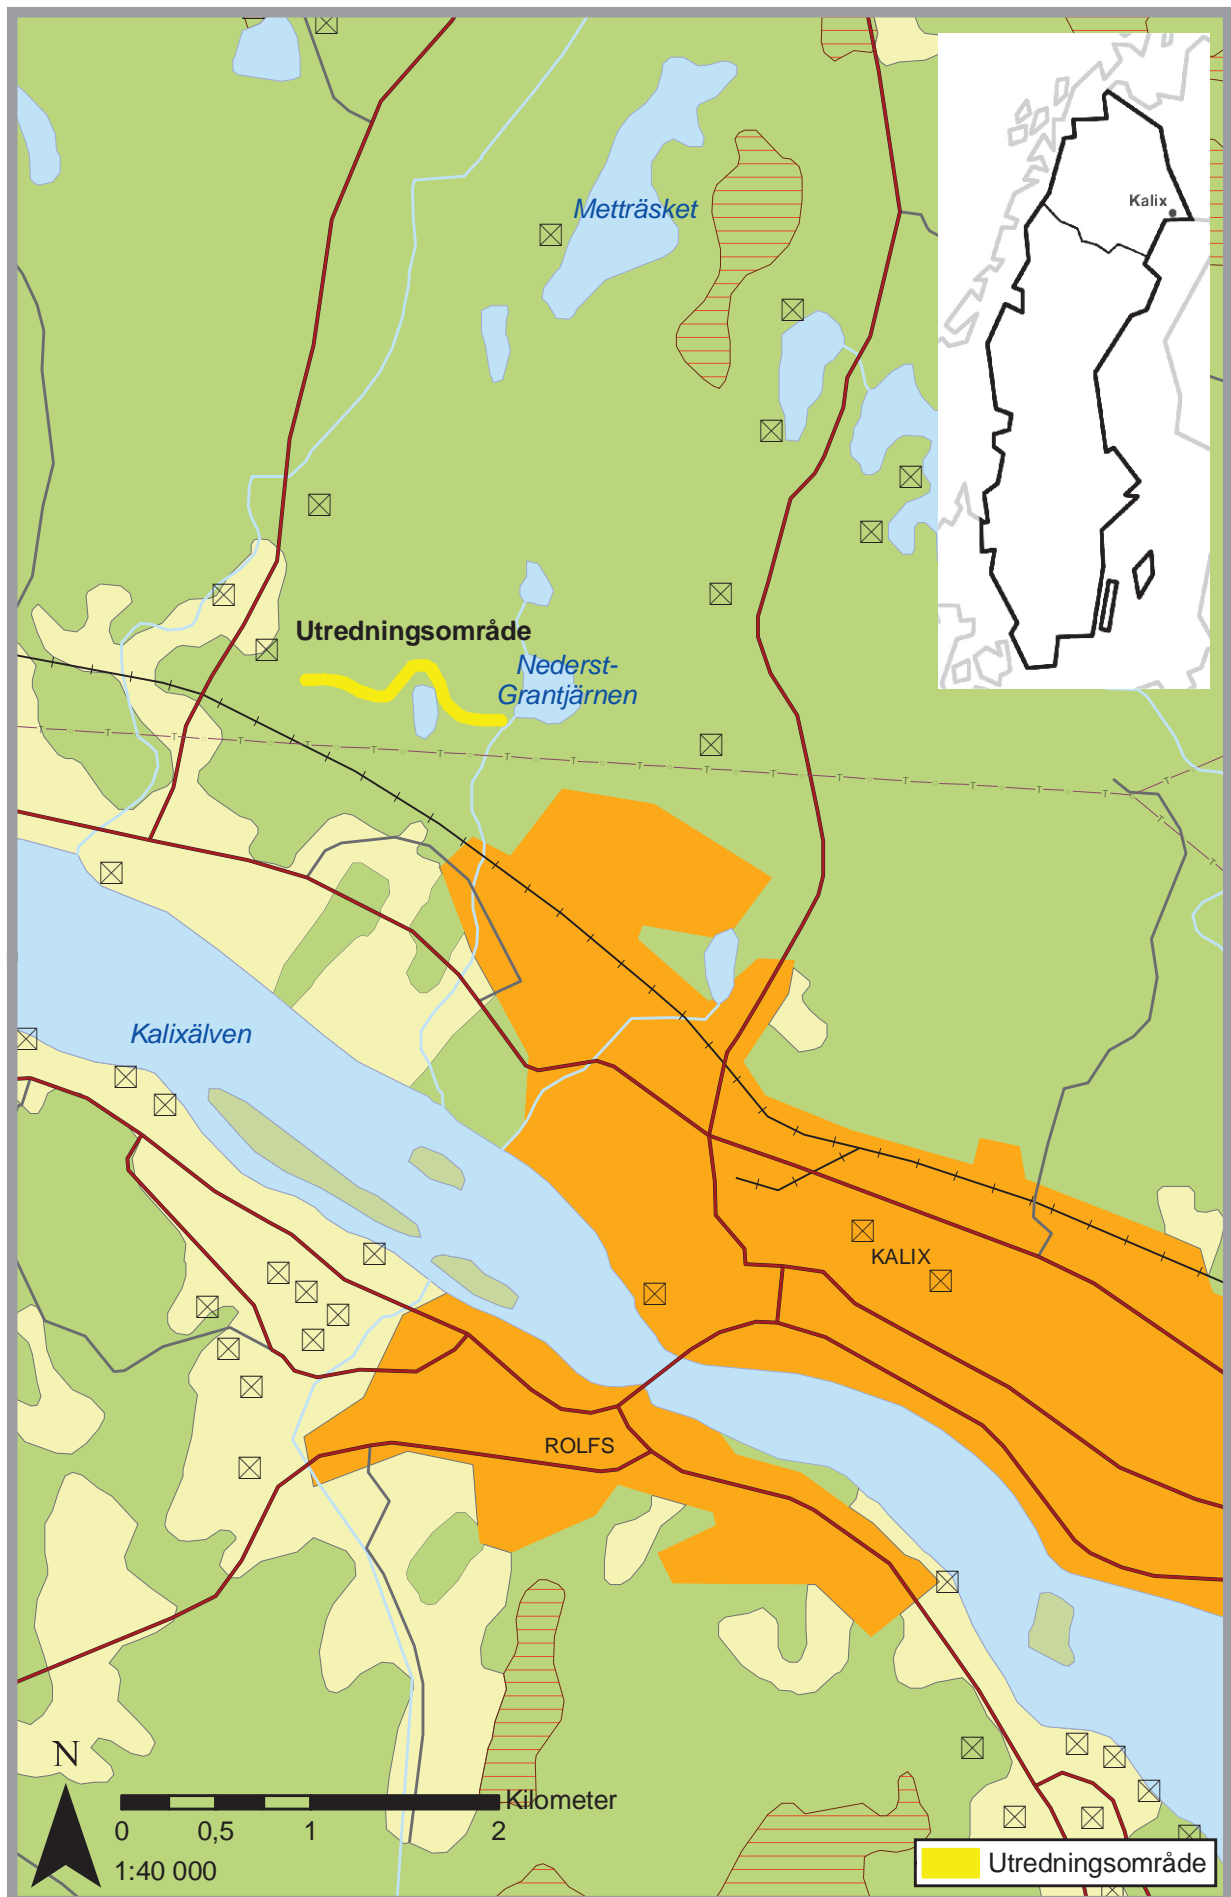 Metträsket
Kalix
Utredningsområde
Nederst-
Grantjärnen
Kalixälven
KALIX
ROLFS
N
Kilometer
0 0,5 1 2
1:40 000
Utredningsområde